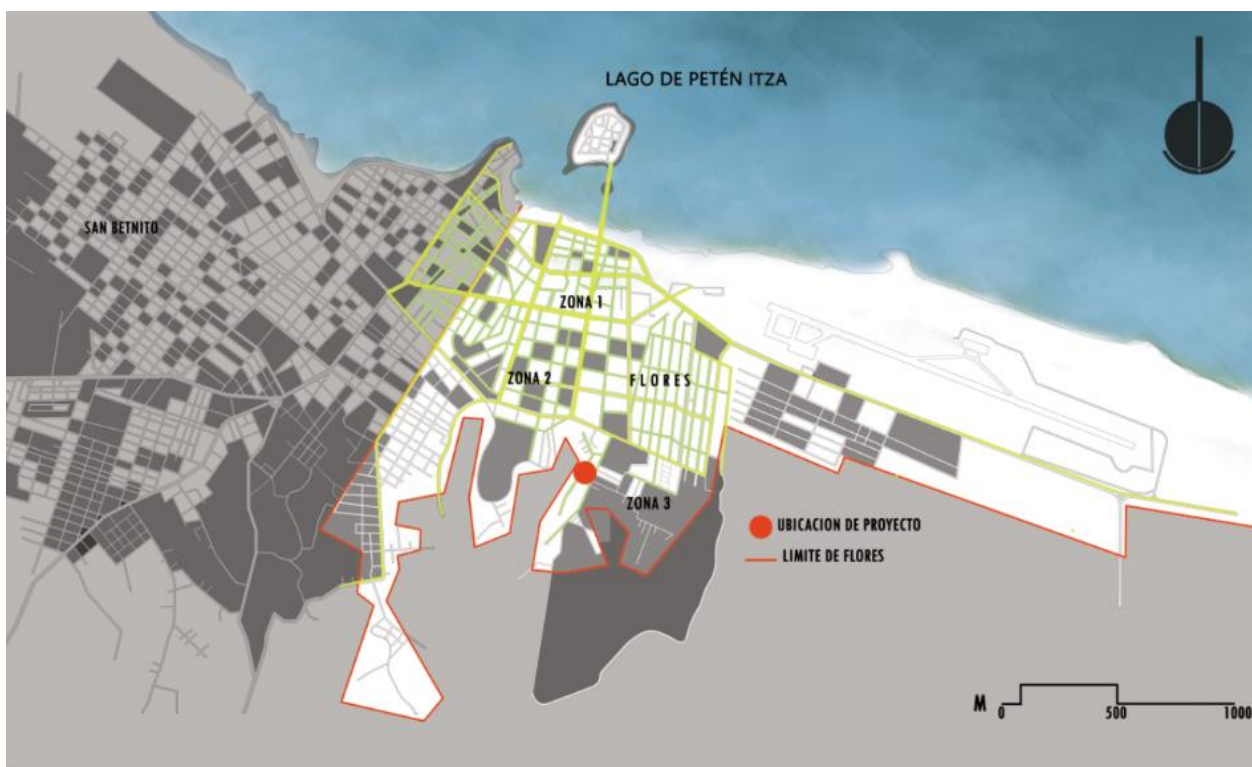 LAGO DE PETÉN ITZA
SAN BETNITO
ZONA 1
ZONA 2
FLORES
ZONA 3
UBICACION DE PROYECTO
LIMITE DE FLORES
M 0 500 1000